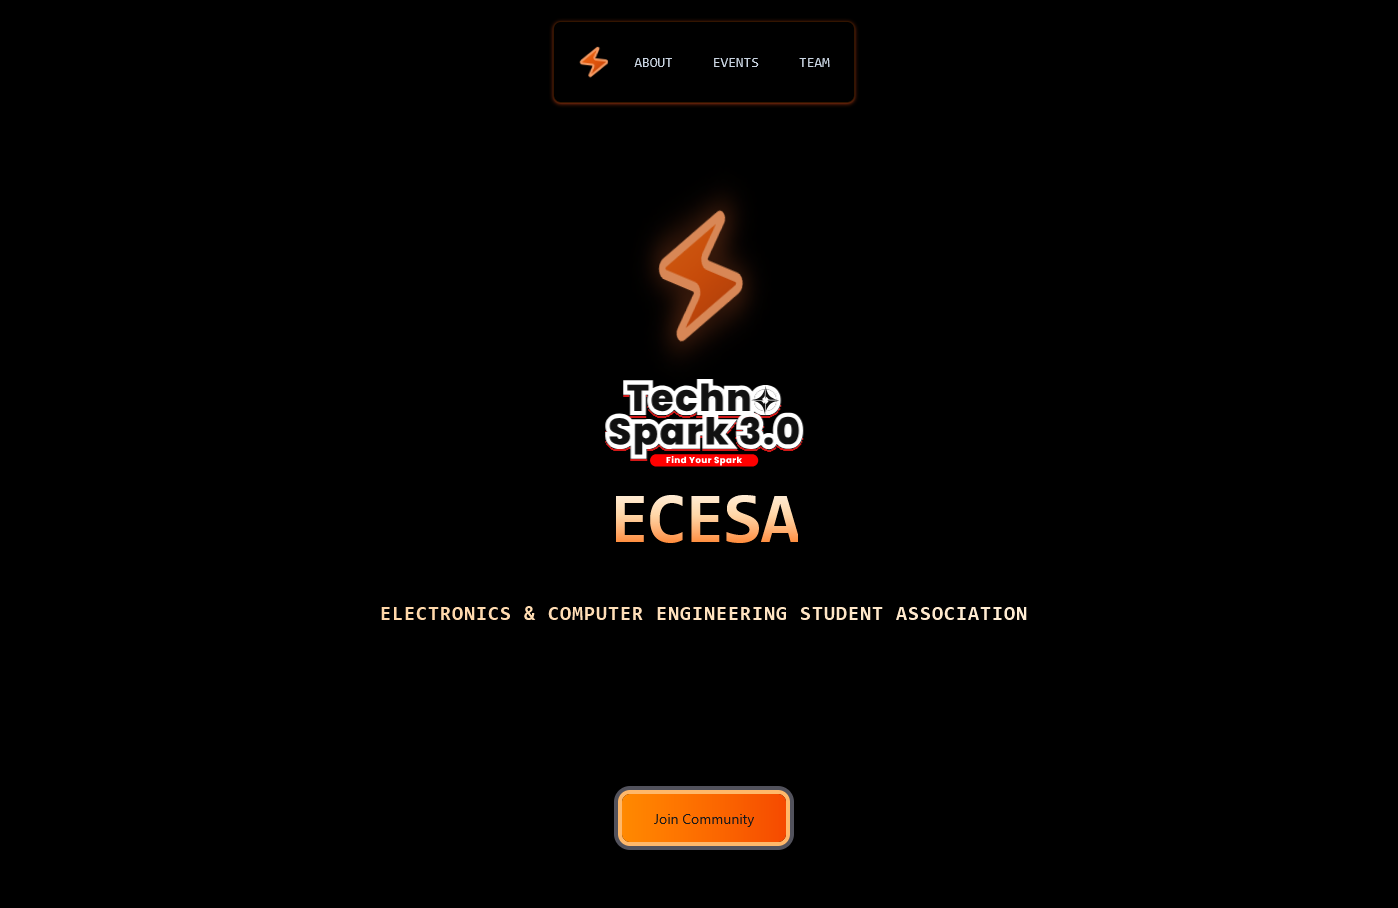 ABOUT EVENTS TEAM
Techno
Spark 3.0
Find Your Spark
ECESA
ELECTRONICS & COMPUTER ENGINEERING STUDENT ASSOCIATION
Join Community